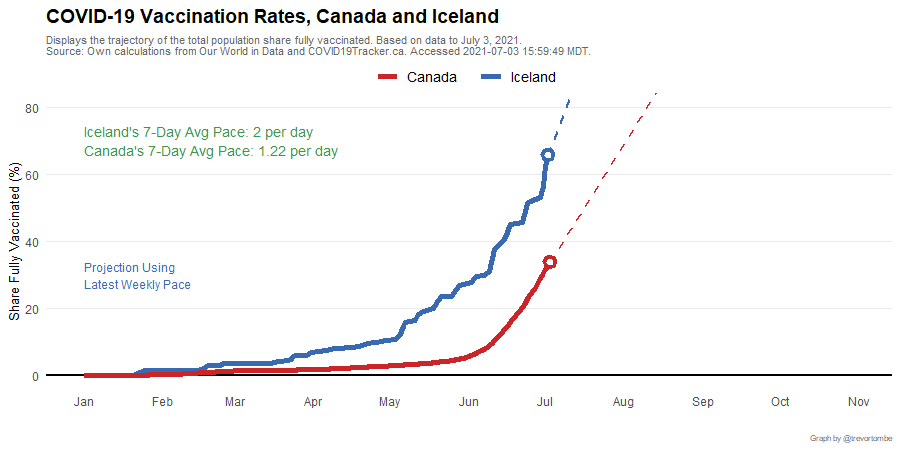 COVID-19 Vaccination Rates, Canada and Iceland
Displays the trajectory of the total population share fully vaccinated. Based on data to July 3, 2021.
Source: Own calculations from Our World in Data and COVID19Tracker.ca. Accessed 2021-07-03 15:59:49 MDT.
Canada Iceland
Share Fully Vaccinated (%)
80
60
40
20
0
Iceland's 7-Day Avg Pace: 2 per day
Canada's 7-Day Avg Pace: 1.22 per day
Projection Using
Latest Weekly Pace
Jan Feb Mar Apr May Jun Jul Aug Sep Oct Nov
Graph by @trevortombe